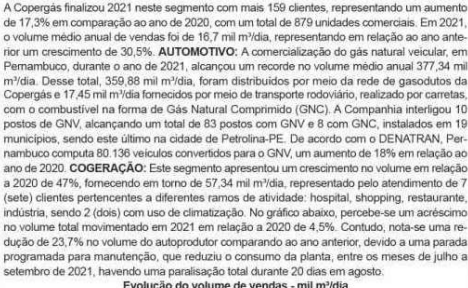 A Copergás finalizou 2021 neste segmento com mais 159 clientes, representando um aumento
de 17,3% em comparação ao ano de 2020, com um total de 879 unidades comerciais. Em 2021,
o volume médio anual de vendas foi de 16,7 mil m³/dia, representando em relação ao ano ante-
rior um crescimento de 30,5%. AUTOMOTIVO: A comercialização do gás natural veicular, em
Pernambuco, durante o ano de 2021, alcançou um recorde no volume médio anual 377,34 mil
m³/dia. Desse total, 359,88 mil m³/dia, foram distribuídos por meio da rede de gasodutos da
Copergás e 17,45 mil m³/dia fornecidos por meio de transporte rodoviário, realizado por carretas,
com o combustível na forma de Gás Natural Comprimido (GNC). A Companhia interligou 10
postos de GNV, alcançando um total de 83 postos com GNV e 8 com GNC, instalados em 19
municípios, sendo este último na cidade de Petrolina-PE. De acordo com o DENATRAN, Per-
nambuco computa 80.136 veículos convertidos para o GNV, um aumento de 18% em relação ao
ano de 2020. COGERAÇÃO: Este segmento apresentou um crescimento no volume em relação
a 2020 de 47%, fornecendo em torno de 57,34 mil m³/dia, representado pelo atendimento de 7
(sete) clientes pertencentes a diferentes ramos de atividade: hospital, shopping, restaurante,
indústria, sendo 2 (dois) com uso de climatização. No gráfico abaixo, percebe-se um acréscimo
no volume total movimentado em 2021 em relação a 2020 de 4,5%. Contudo, nota-se uma re-
dução de 23,7% no volume do autoprodutor comparando ao ano anterior, devido a uma parada
programada para manutenção, que reduziu o consumo da planta, entre os meses de julho a
setembro de 2021, havendo uma paralisação total durante 20 dias em agosto.
Evolução do volume de vendas - mil m³/dia